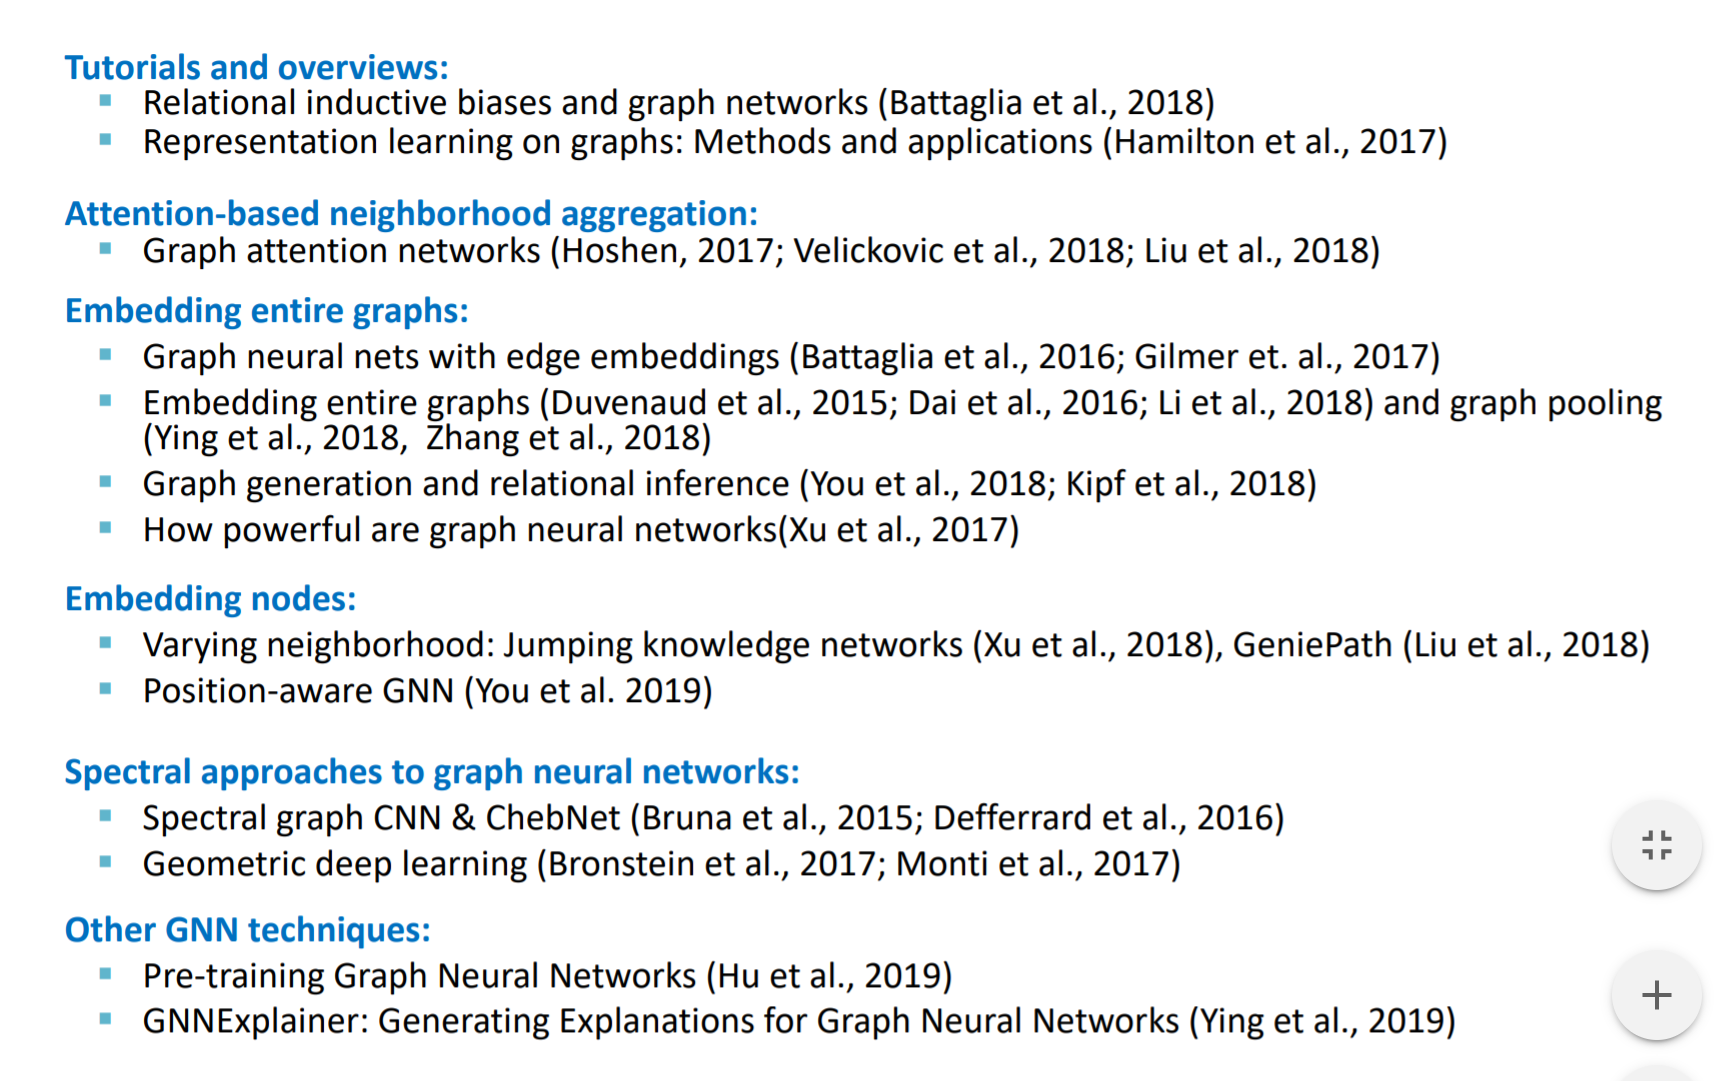 Tutorials and overviews:
▪ Relational inductive biases and graph networks (Battaglia et al., 2018)
▪ Representation learning on graphs: Methods and applications (Hamilton et al., 2017)
Attention-based neighborhood aggregation:
▪ Graph attention networks (Hoshen, 2017; Velickovic et al., 2018; Liu et al., 2018)
Embedding entire graphs:
▪ Graph neural nets with edge embeddings (Battaglia et al., 2016; Gilmer et. al., 2017)
▪ Embedding entire graphs (Duvenaud et al., 2015; Dai et al., 2016; Li et al., 2018) and graph pooling
(Ying et al., 2018, Zhang et al., 2018)
▪ Graph generation and relational inference (You et al., 2018; Kipf et al., 2018)
▪ How powerful are graph neural networks(Xu et al., 2017)
Embedding nodes:
▪ Varying neighborhood: Jumping knowledge networks (Xu et al., 2018), GeniePath (Liu et al., 2018)
▪ Position-aware GNN (You et al. 2019)
Spectral approaches to graph neural networks:
▪ Spectral graph CNN & ChebNet (Bruna et al., 2015; Defferrard et al., 2016)
▪ Geometric deep learning (Bronstein et al., 2017; Monti et al., 2017)
Other GNN techniques:
▪ Pre-training Graph Neural Networks (Hu et al., 2019)
▪ GNNExplainer: Generating Explanations for Graph Neural Networks (Ying et al., 2019)